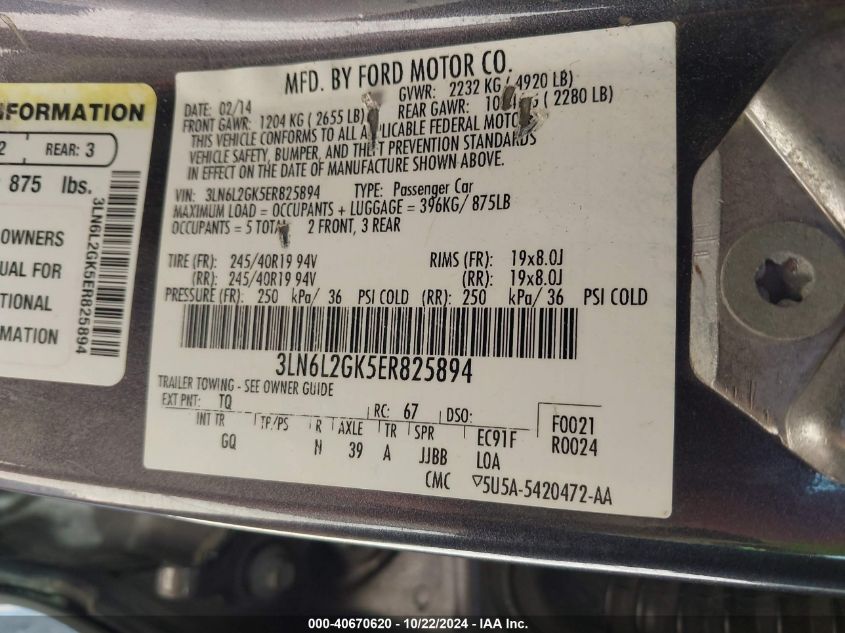 MFD. BY FORD MOTOR CO.
DATE: 02/14
GVWR: 2232 KG (4920 LB)
FRONT GAWR: 1204 KG (2655 LB)
REAR GAWR: KG (2280 LB)
THIS VEHICLE CONFORMS TO ALL APPLICABLE FEDERAL MOTOR
VEHICLE SAFETY, BUMPER, AND THEFT PREVENTION STANDARDS
IN EFFECT ON THE DATE OF MANUFACTURE SHOWN ABOVE.
VIN: 3LN6L2GK5ER825894 TYPE: Passenger Car
MAXIMUM LOAD = OCCUPANTS + LUGGAGE = 396KG/ 875LB
OCCUPANTS = 5 TOTAL 2 FRONT, 3 REAR
TIRE (FR): 245/40R19 94V RIMS (FR): 19x8.0J
(RR): 245/40R19 94V (RR): 19x8.0J
PRESSURE (FR): 250 kPa/ 36 PSI COLD (RR): 250 kPa/ 36 PSI COLD
3LN6L2GK5ER825894
TRAILER TOWING - SEE OWNER GUIDE
EXT PNT: TQ RC: 67 DSO: F0021
R0024
INT TR TP/PS R AXLE TR SPR EC91F
GQ N 39 A JJBB LOA
CMC ▽5U5A-5420472-AA
INFORMATION
2 REAR: 3
875 lbs.
OWNERS
UAL FOR
TIONAL
RMATION
3LN6L2GK5ER825894
000-40670620 - 10/22/2024 - IAA Inc.